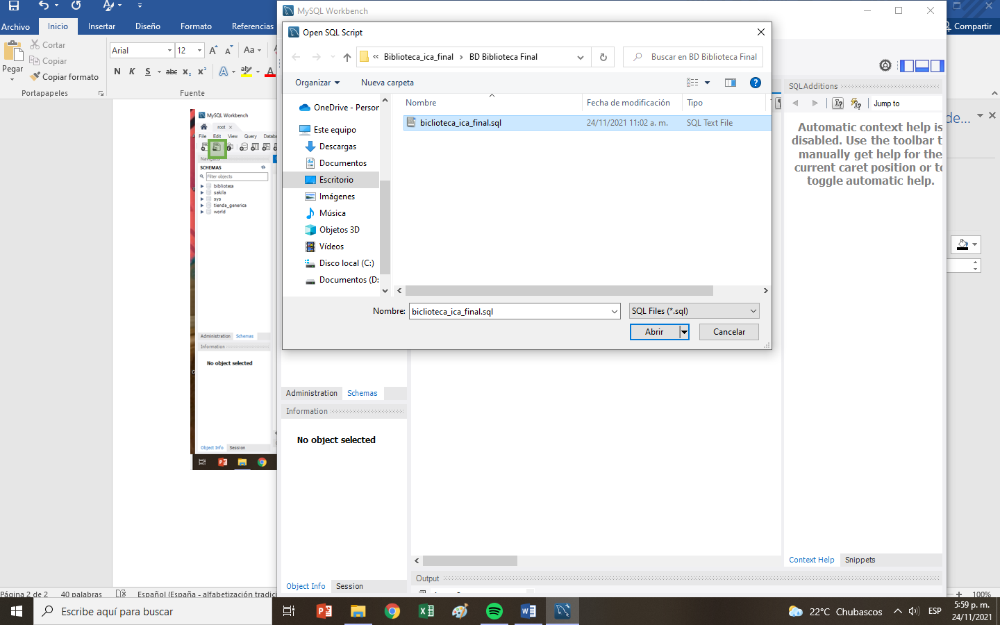 MySQL Workbench
Archivo
Inicio
Insertar
Diseño
Formato
Referencias
Compartir
Pegar
Cortar
Copiar
Copiar formato
Portapapeles
Arial
12
Aa
N K S abc x₂ x²
A
Fuente
Open SQL Script
« Biblioteca_ica_final › BD Biblioteca Final
Buscar en BD Biblioteca Final
Organizar
Nueva carpeta
OneDrive - Person
Este equipo
Descargas
Documentos
Escritorio
Imágenes
Música
Objetos 3D
Vídeos
Disco local (C:)
Documentos (D:
Nombre
Fecha de modificación
Tipo
biclioteca_ica_final.sql
24/11/2021 11:02 a. m.
SQL Text File
Nombre:
biclioteca_ica_final.sql
SQL Files (*.sql)
Abrir
Cancelar
SQLAdditions
Jump to
Automatic context help is
disabled. Use the toolbar t
manually get help for the
current caret position or to
toggle automatic help.
de...
MySQL Workbench
root
File Edit View Query Databa
SCHEMAS
Filter objects
biblioteca
sakila
sys
tienda_generica
world
Administration Schemas
Information
No object selected
Object Info Session
Administration Schemas
Information
No object selected
Object Info Session
Output
Context Help Snippets
Página 2 de 2
40 palabras
Español (España - alfabetización tradici
100%
Escribe aquí para buscar
22°C Chubascos
ESP
5:59 p. m.
24/11/2021